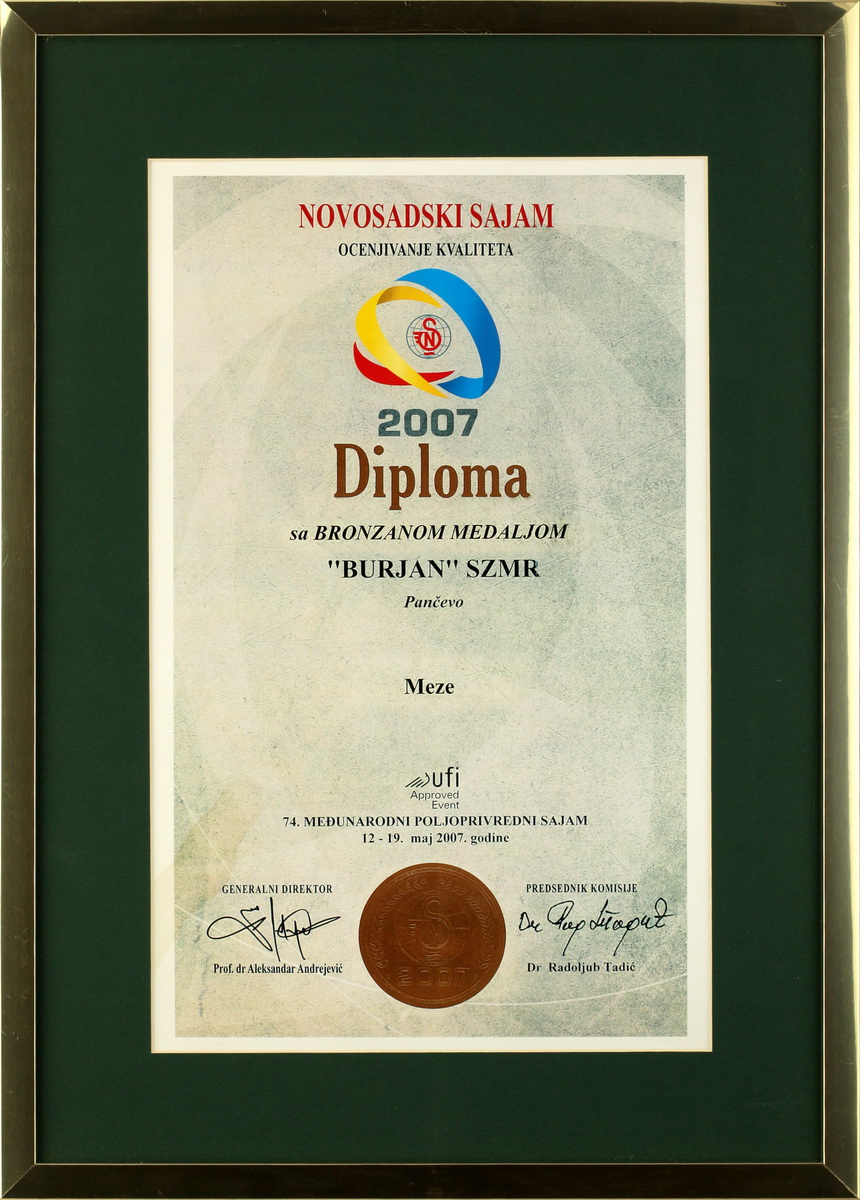 NOVOSADSKI SAJAM
OCENJIVANJE KVALITETA
2007
Diploma
sa BRONZANOM MEDALJOM
"BURJAN" SZMR
Pančevo
Meze
ufi
Approved
Event
74. MEĐUNARODNI POLJOPRIVREDNI SAJAM
12 - 19. maj 2007. godine
GENERALNI DIREKTOR
PREDSEDNIK KOMISIJE
Prof. dr Aleksandar Andrejević
Dr Radoljub Tadić
2007